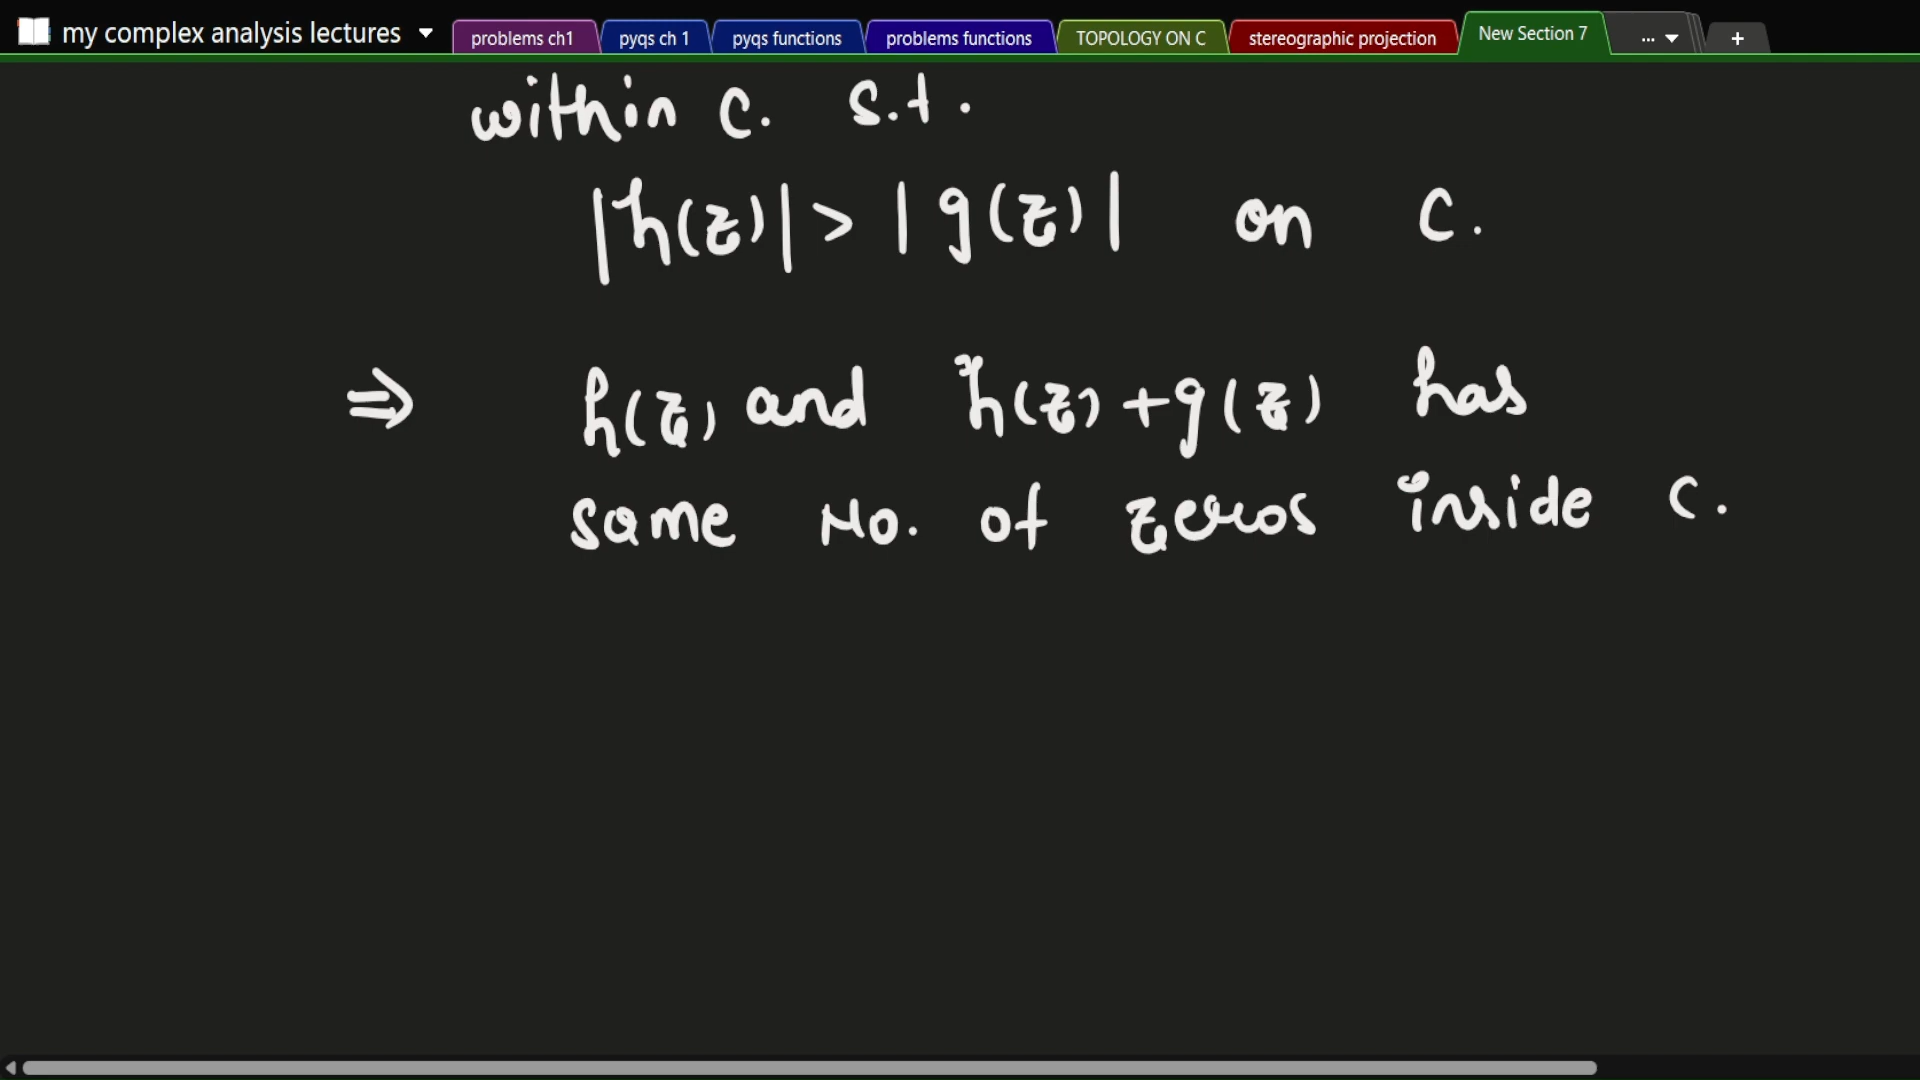 my complex analysis lectures
problems ch1
pyqs ch 1
pyqs functions
problems functions
TOPOLOGY ON C
stereographic projection
New Section 7
...
+
within C. s.t.
|h(z)| > |g(z)| on C.
⇒ h(z) and h(z) + g(z) has
same No. of zeros inside C.